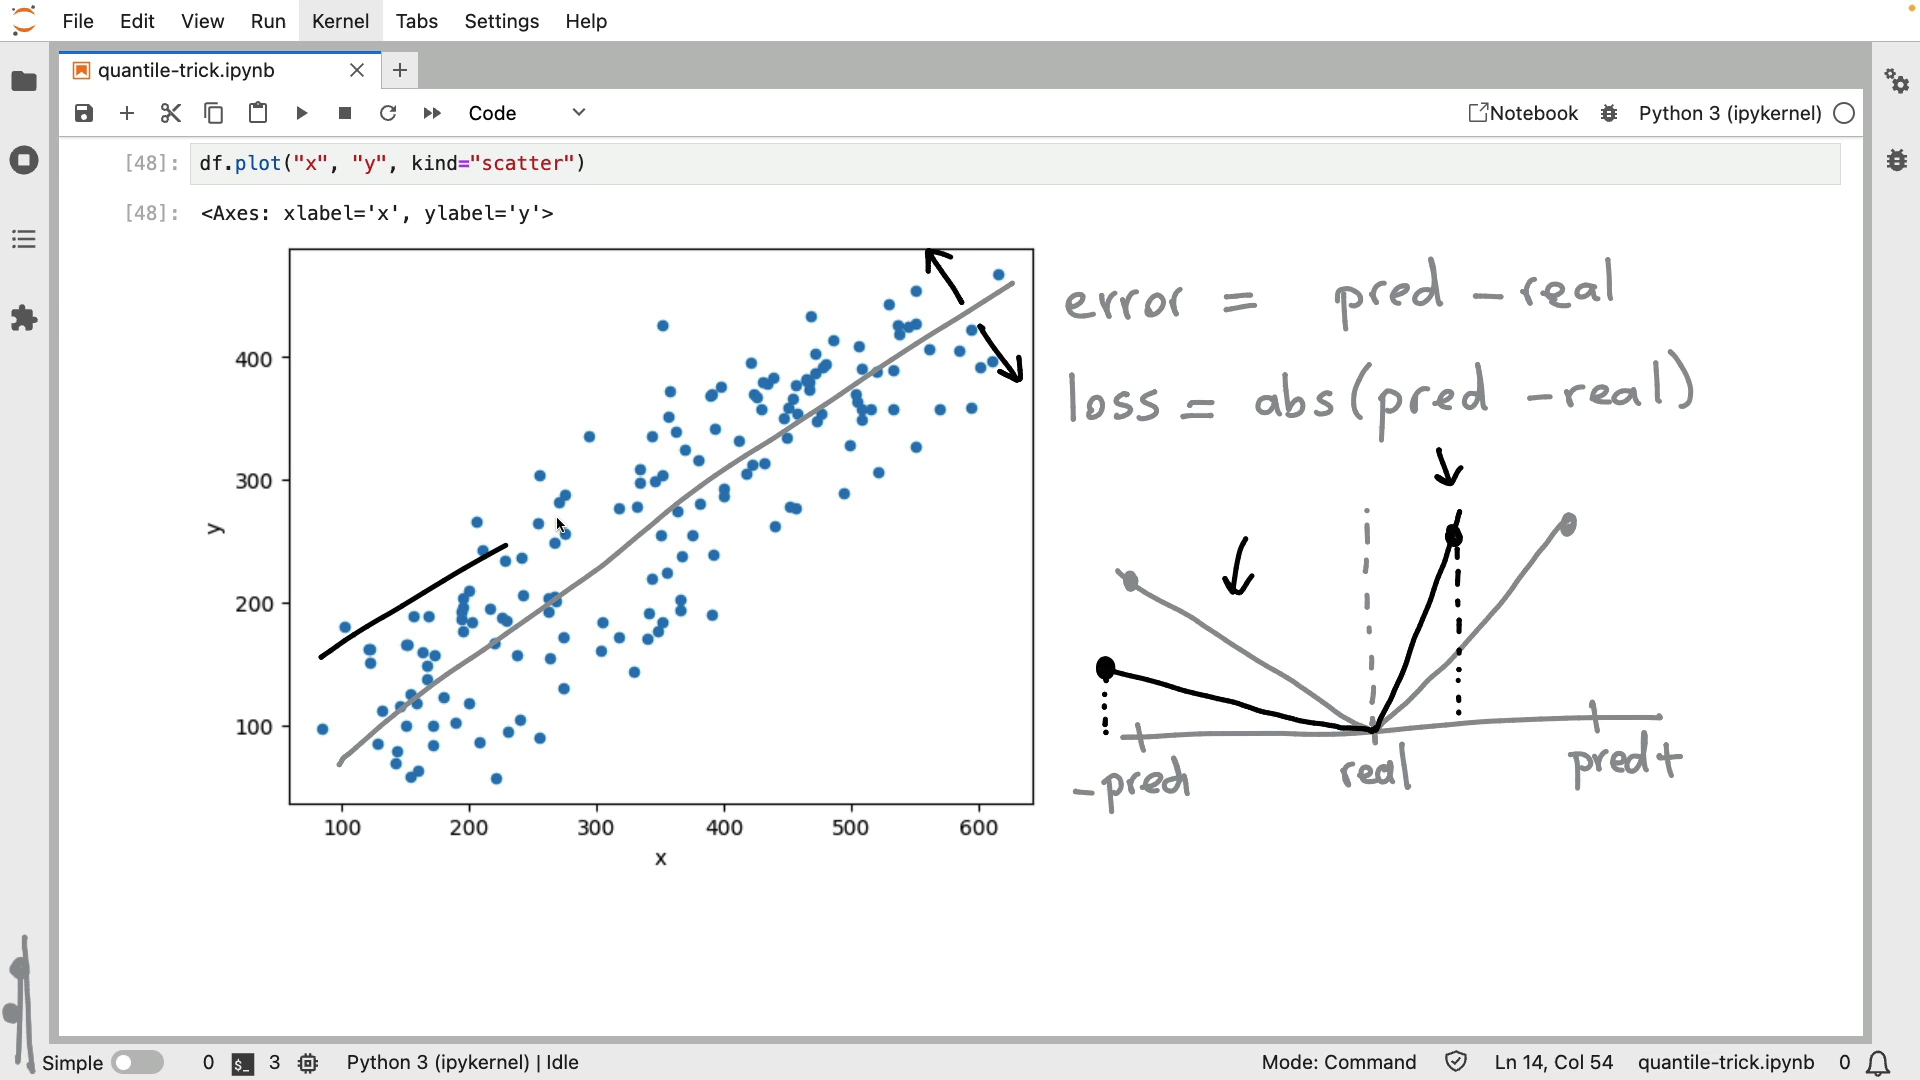 File Edit View Run Kernel Tabs Settings Help
quantile-trick.ipynb
Code
Notebook
Python 3 (ipykernel)
[48]: df.plot("x", "y", kind="scatter")
[48]: <Axes: xlabel='x', ylabel='y'>
error = pred - real
loss = abs(pred - real)
400
300
200
100
y
100 200 300 400 500 600
x
-pred real pred+
Simple 0 $_ 3 Python 3 (ipykernel) | Idle Mode: Command Ln 14, Col 54 quantile-trick.ipynb 0